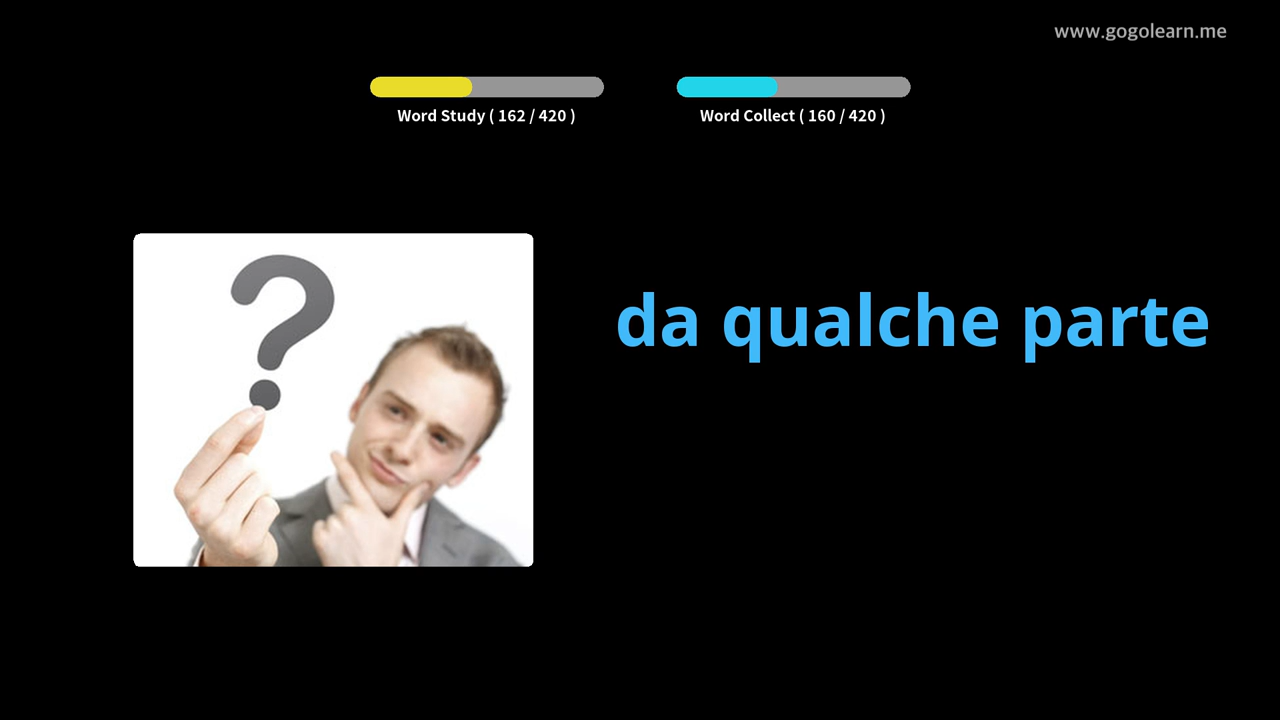 www.gogolearn.me
Word Study ( 162 / 420 )
Word Collect ( 160 / 420 )
?
da qualche parte